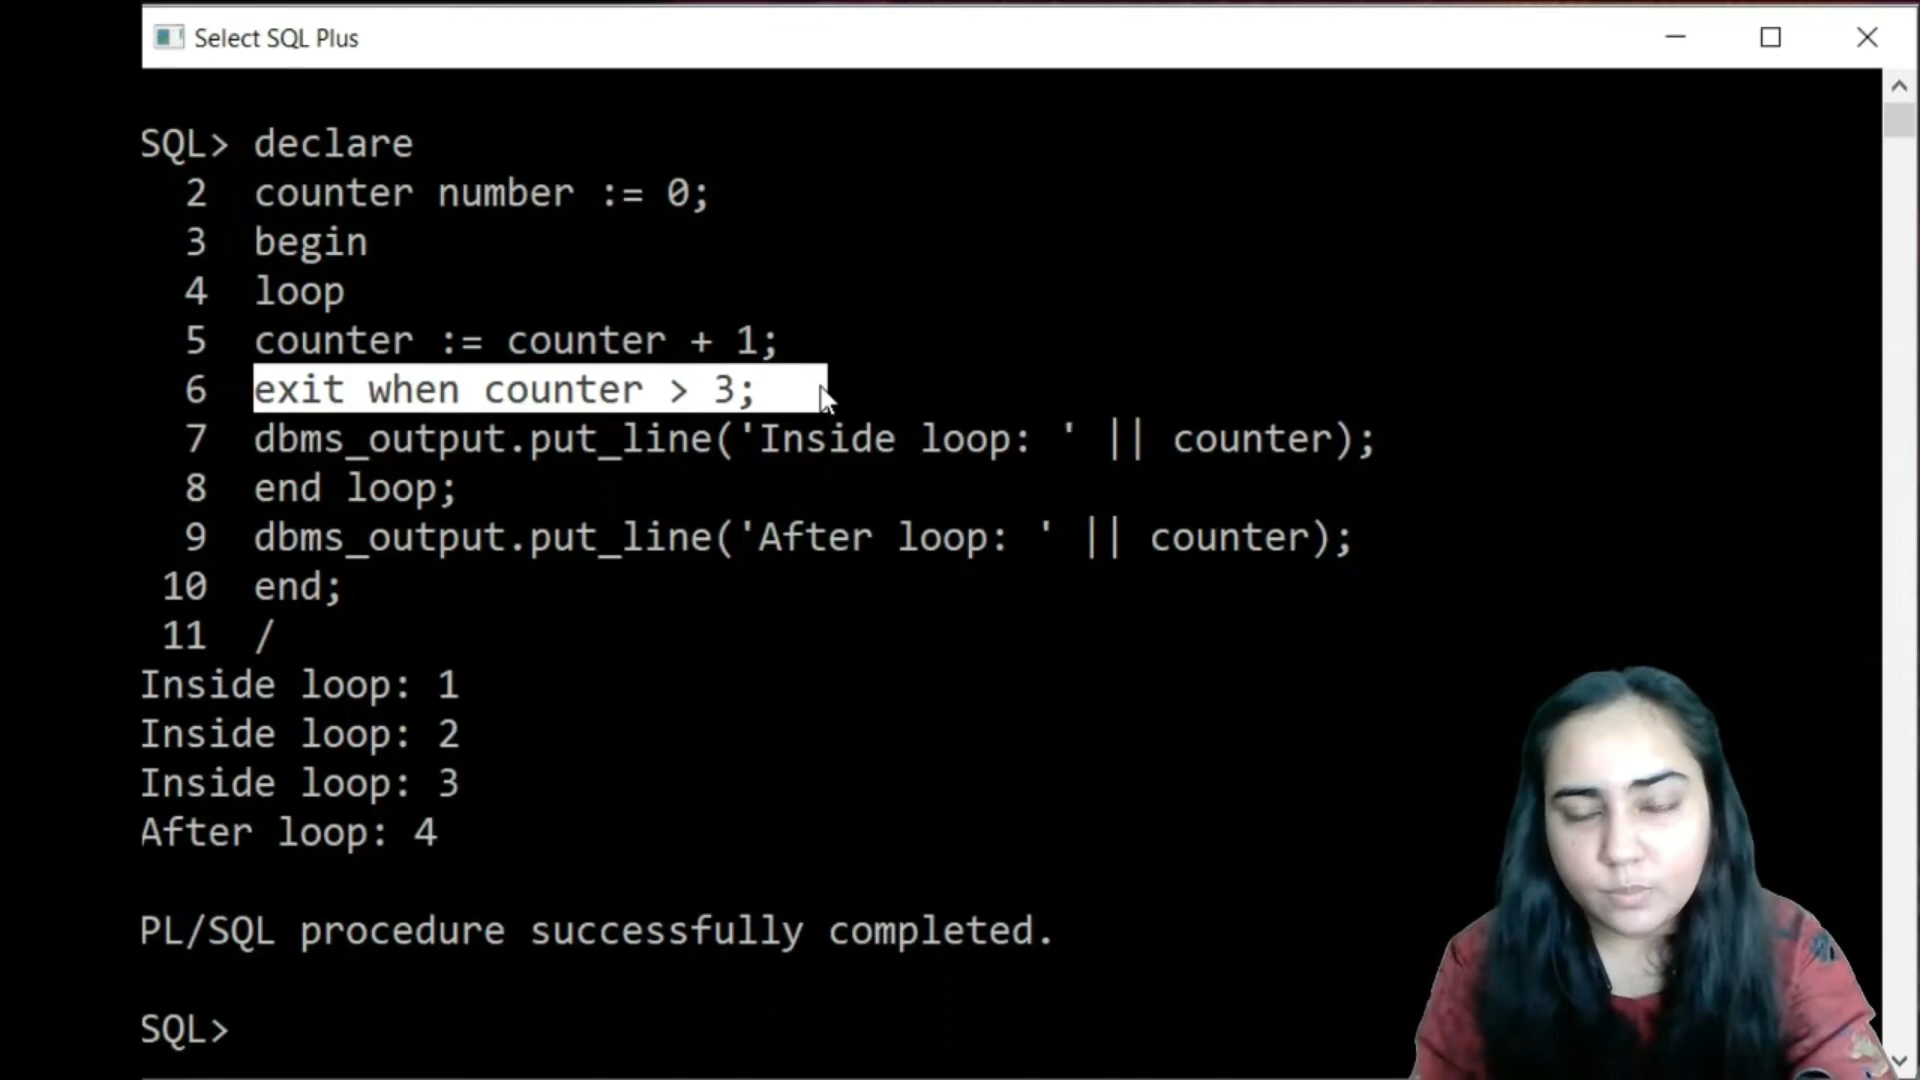 Select SQL Plus
SQL> declare
2 counter number := 0;
3 begin
4 loop
5 counter := counter + 1;
6 exit when counter > 3;
7 dbms_output.put_line('Inside loop: ' || counter);
8 end loop;
9 dbms_output.put_line('After loop: ' || counter);
10 end;
11 /
Inside loop: 1
Inside loop: 2
Inside loop: 3
After loop: 4
PL/SQL procedure successfully completed.
SQL>